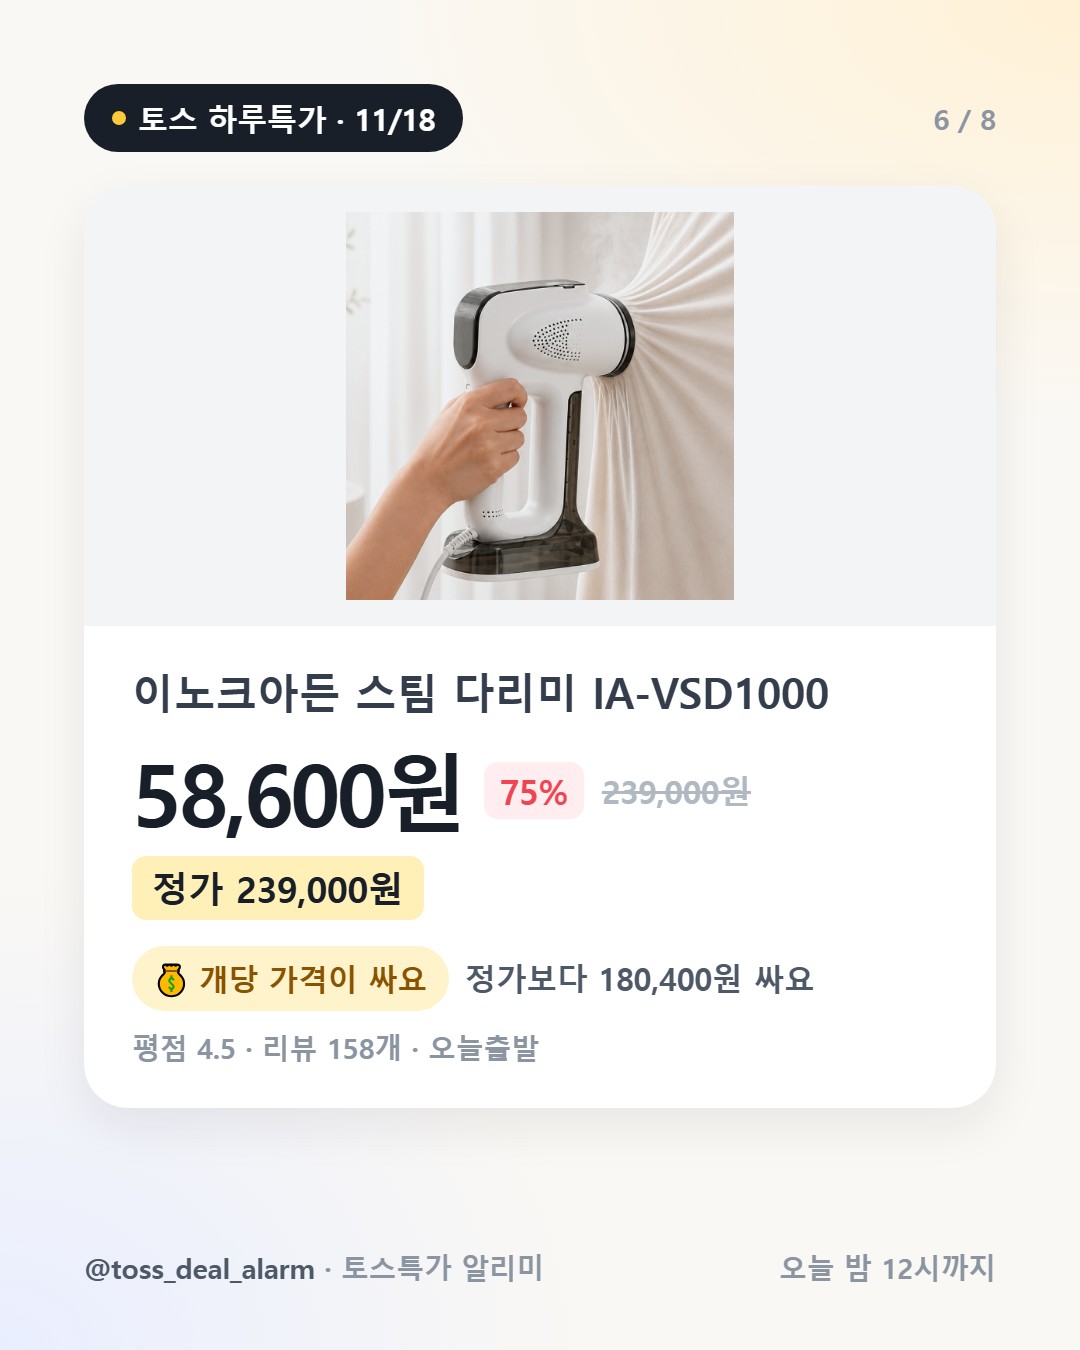 토스 하루특가 · 11/18
6 / 8
이노크아든 스팀 다리미 IA-VSD1000
58,600원 75% 239,000원
정가 239,000원
개당 가격이 싸요 정가보다 180,400원 싸요
평점 4.5 · 리뷰 158개 · 오늘출발
@toss_deal_alarm · 토스특가 알리미
오늘 밤 12시까지